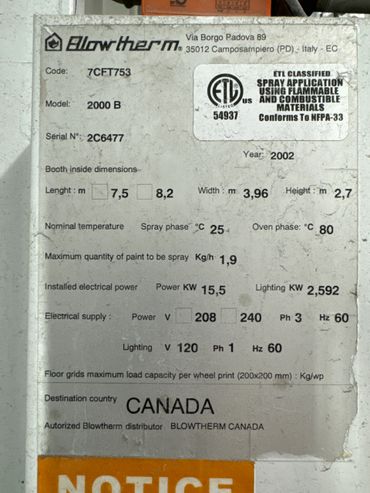 Blowtherm® Via Borgo Padova 89
35012 Camposampiero (PD) - Italy - EC
Code: 7CFT753
ETL CLASSIFIED
SPRAY APPLICATION
USING FLAMMABLE
AND COMBUSTIBLE
MATERIALS
Conforms To NFPA-33
ETL us
54937
Model: 2000 B
Serial N°: 2C6477
Year: 2002
Booth inside dimensions
Lenght : m 7,5 8,2 Width : m 3,96 Height : m 2,7
Nominal temperature Spray phase °C 25 Oven phase: °C 80
Maximum quantity of paint to be spray Kg/h 1,9
Installed electrical power Power KW 15,5 Lighting KW 2,592
Electrical supply : Power V 208 240 Ph 3 Hz 60
Lighting V 120 Ph 1 Hz 60
Floor grids maximum load capacity per wheel print (200x200 mm) : Kg/wp
Destination country CANADA
Autorized Blowtherm distributor BLOWTHERM CANADA
NOTICE